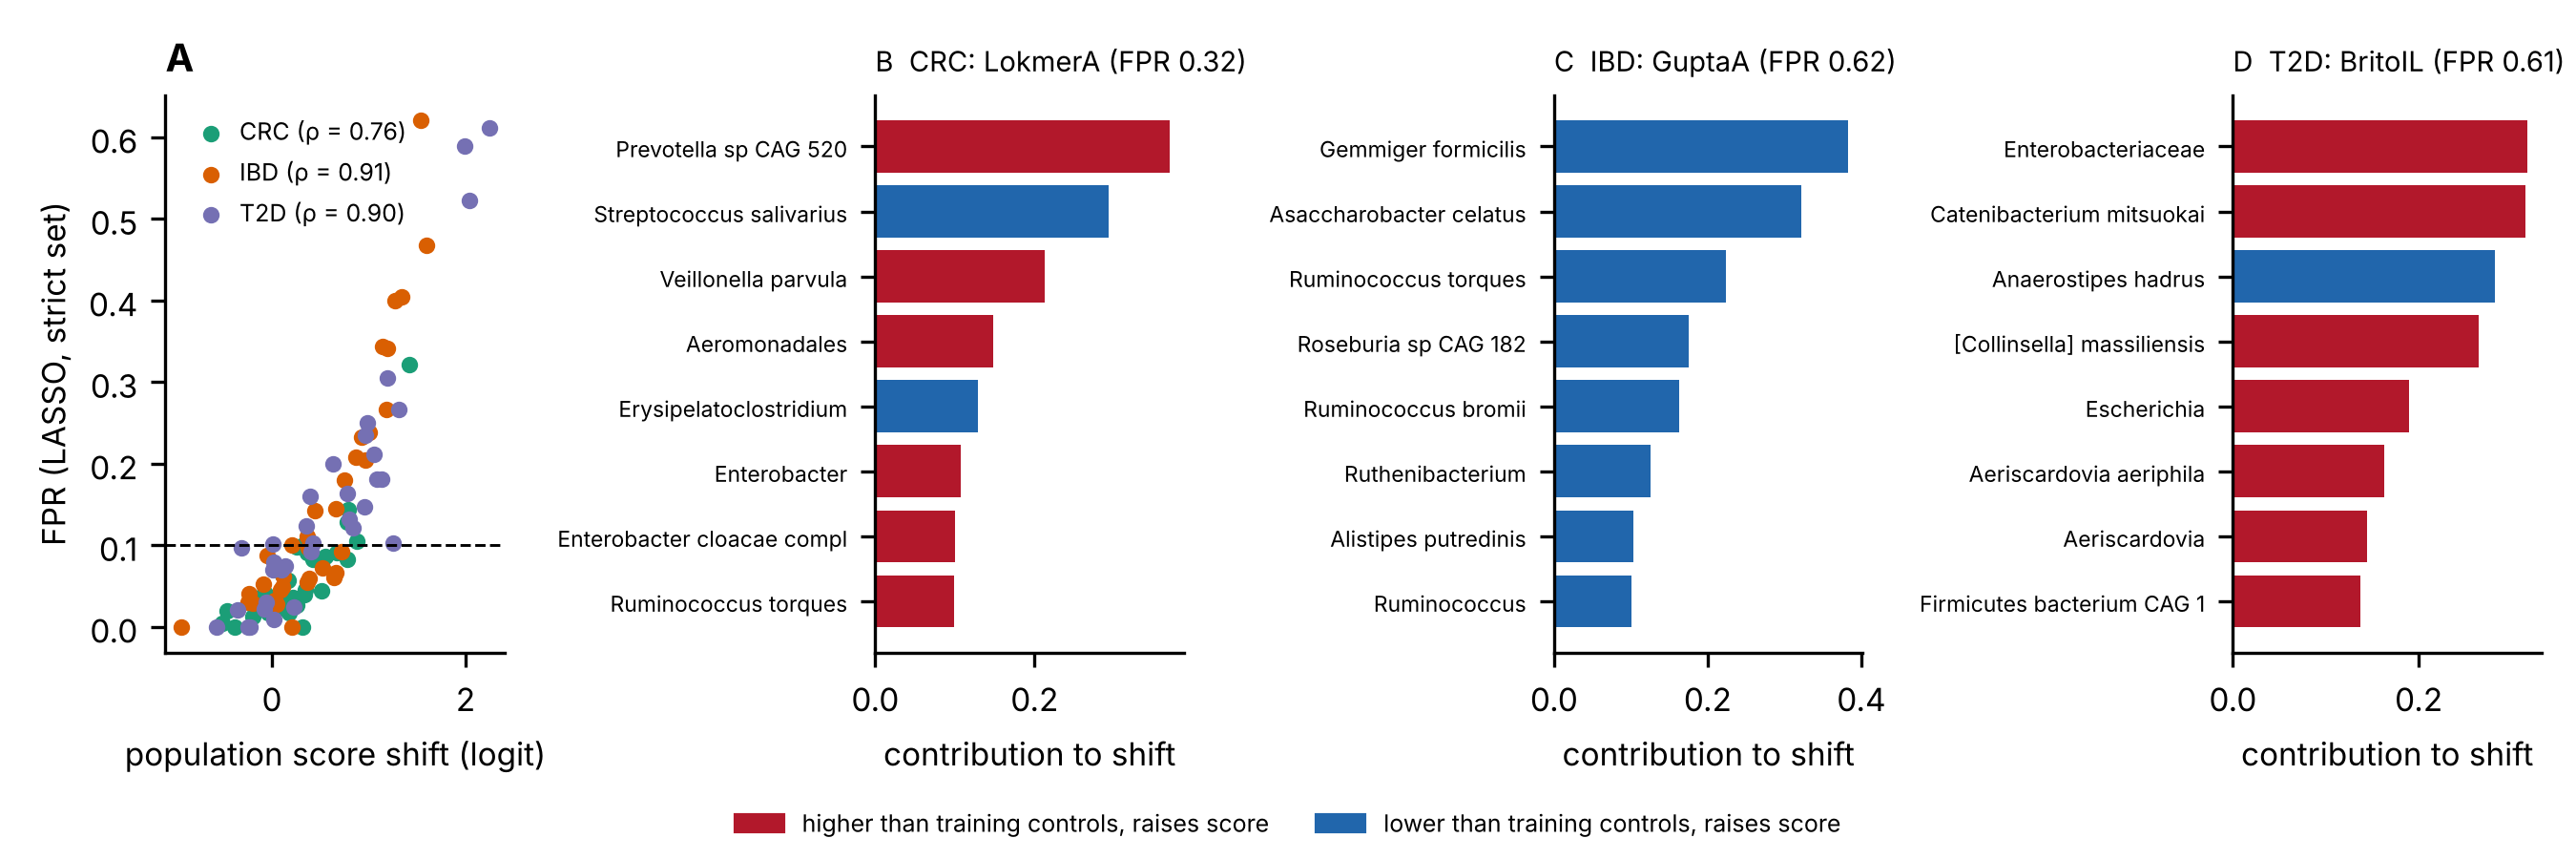 A
FPR (LASSO, strict set)
0.6
0.5
0.4
0.3
0.2
0.1
0.0
CRC (ρ = 0.76)
IBD (ρ = 0.91)
T2D (ρ = 0.90)
0 2
population score shift (logit)
B CRC: LokmerA (FPR 0.32)
Prevotella sp CAG 520
Streptococcus salivarius
Veillonella parvula
Aeromonadales
Erysipelatoclostridium
Enterobacter
Enterobacter cloacae compl
Ruminococcus torques
0.0 0.2
contribution to shift
C IBD: GuptaA (FPR 0.62)
Gemmiger formicilis
Asaccharobacter celatus
Ruminococcus torques
Roseburia sp CAG 182
Ruminococcus bromii
Ruthenibacterium
Alistipes putredinis
Ruminococcus
0.0 0.2 0.4
contribution to shift
D T2D: BritoIL (FPR 0.61)
Enterobacteriaceae
Catenibacterium mitsuokai
Anaerostipes hadrus
[Collinsella] massiliensis
Escherichia
Aeriscardovia aeriphila
Aeriscardovia
Firmicutes bacterium CAG 1
0.0 0.2
contribution to shift
higher than training controls, raises score
lower than training controls, raises score